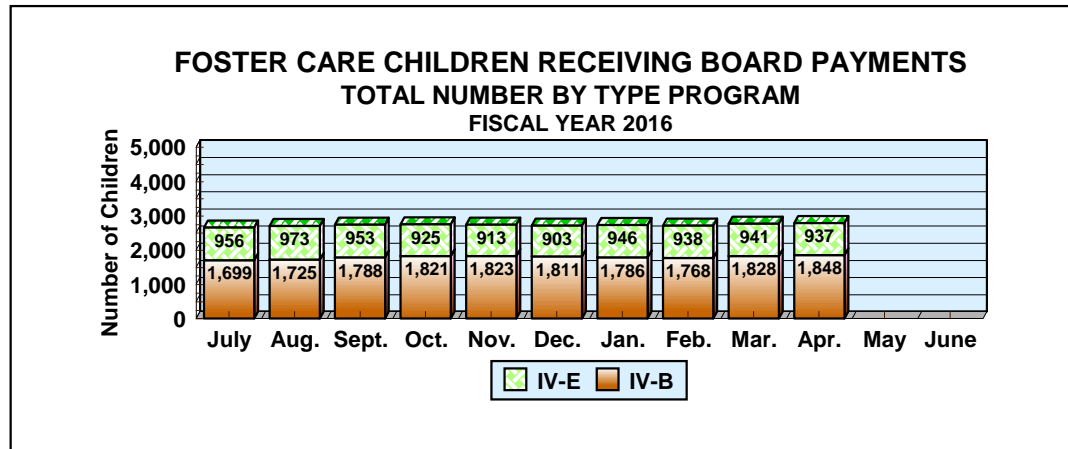 FOSTER CARE CHILDREN RECEIVING BOARD PAYMENTS
TOTAL NUMBER BY TYPE PROGRAM
FISCAL YEAR 2016
Number of Children
5,000
4,000
3,000
2,000
1,000
0
956 973 953 925 913 903 946 938 941 937
1,699 1,725 1,788 1,821 1,823 1,811 1,786 1,768 1,828 1,848
July Aug. Sept. Oct. Nov. Dec. Jan. Feb. Mar. Apr. May June
IV-E IV-B